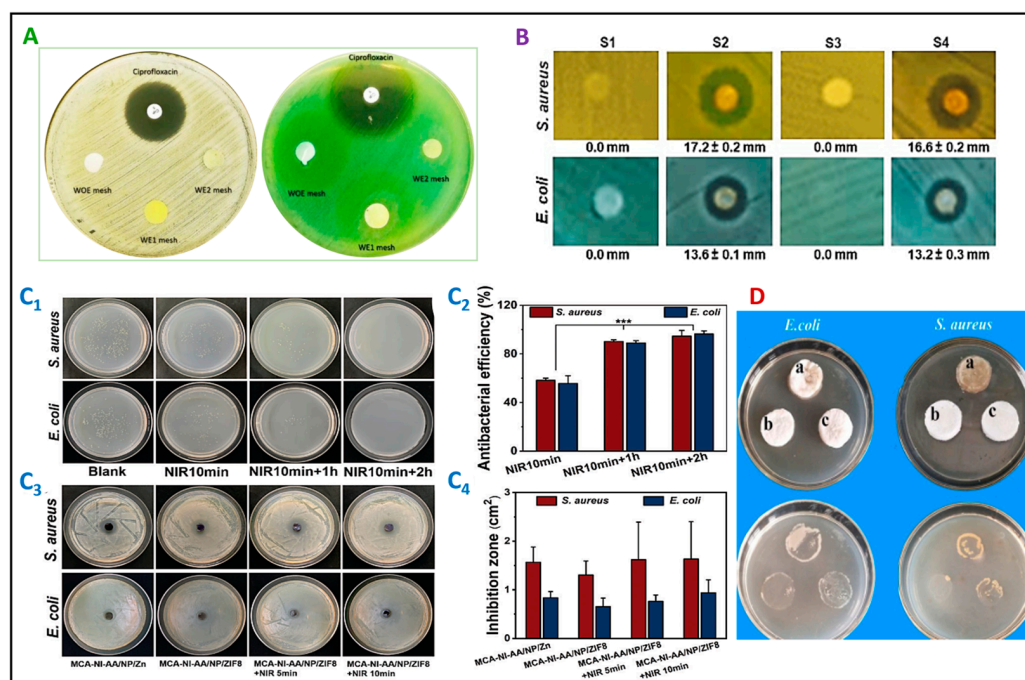 A
Ciprofloxacin
WOE mesh
WE2 mesh
WE1 mesh
Ciprofloxacin
WOE mesh
WE2 mesh
WE1 mesh
B
S1 S2 S3 S4
S. aureus
0.0 mm 17.2 ± 0.2 mm 0.0 mm 16.6 ± 0.2 mm
E. coli
0.0 mm 13.6 ± 0.1 mm 0.0 mm 13.2 ± 0.3 mm
C1
S. aureus
E. coli
Blank NIR10min NIR10min+1h NIR10min+2h
C2
Antibacterial efficiency (%)
120
90
60
30
0
S. aureus E. coli
***
NIR10min NIR10min+1h NIR10min+2h
C3
S. aureus
E. coli
MCA-NI-AA/NP/Zn MCA-NI-AA/NP/ZIF8 MCA-NI-AA/NP/ZIF8 MCA-NI-AA/NP/ZIF8
+NIR 5min +NIR 10min
C4
Inhibition zone (cm2)
3
2
1
0
S. aureus E. coli
MCA-NI-AA/NP/Zn
MCA-NI-AA/NP/ZIF8
MCA-NI-AA/NP/ZIF8
+NIR 5min
MCA-NI-AA/NP/ZIF8
+NIR 10min
D
E.coli S. aureus
a
b c
a
b c